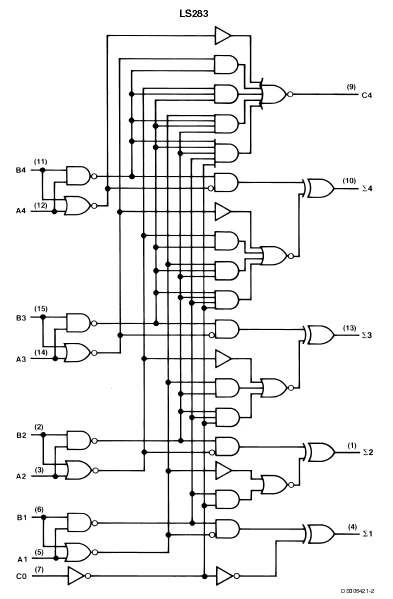 LS283
(9)
C4
B4 (11)
(10)
Σ4
A4 (12)
B3 (15)
(13)
Σ3
A3 (14)
B2 (2)
(1)
Σ2
A2 (3)
B1 (6)
(4)
Σ1
A1 (5)
C0 (7)
DS006421-2